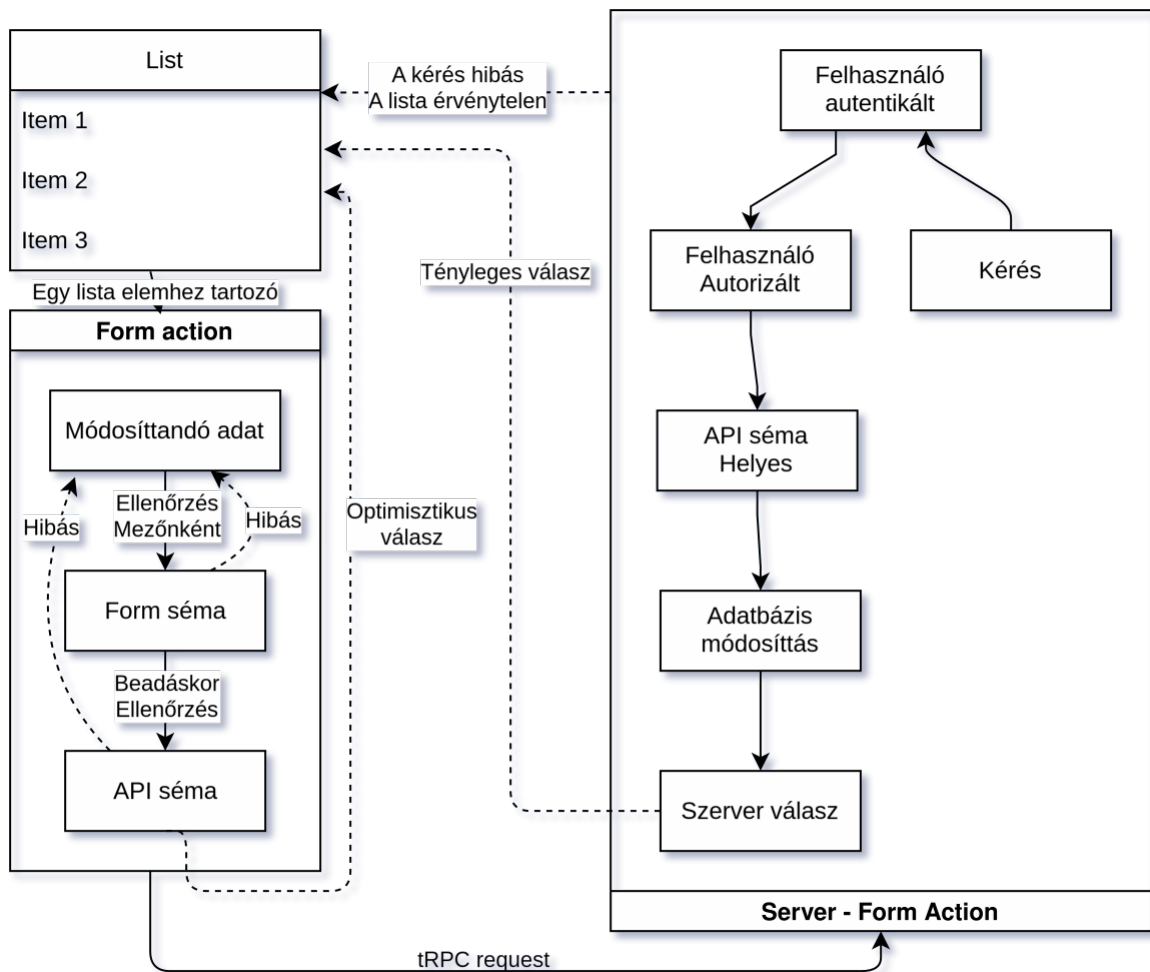 List
Item 1
Item 2
Item 3
Egy lista elemhez tartozó
Form action
Módosíttandó adat
Ellenőrzés
Mezőnként
Hibás
Hibás
Form séma
Beadáskor
Ellenőrzés
API séma
A kérés hibás
A lista érvénytelen
Tényleges válasz
Optimisztikus
válasz
tRPC request
Felhasználó
autentikált
Felhasználó
Autorizált
Kérés
API séma
Helyes
Adatbázis
módosíttás
Szerver válasz
Server - Form Action